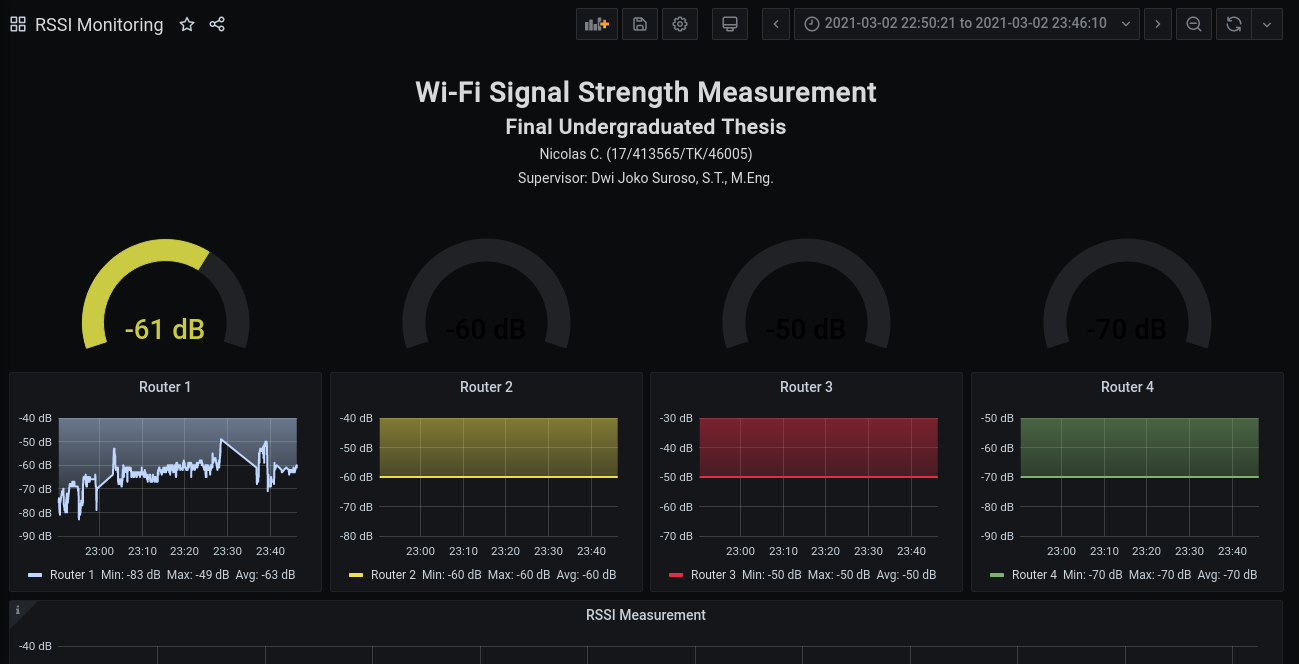 RSSI Monitoring
2021-03-02 22:50:21 to 2021-03-02 23:46:10
Wi-Fi Signal Strength Measurement
Final Undergraduated Thesis
Nicolas C. (17/413565/TK/46005)
Supervisor: Dwi Joko Suroso, S.T., M.Eng.
-61 dB
-60 dB
-50 dB
-70 dB
Router 1
-40 dB
-50 dB
-60 dB
-70 dB
-80 dB
-90 dB
23:00 23:10 23:20 23:30 23:40
Router 1 Min: -83 dB Max: -49 dB Avg: -63 dB
Router 2
-40 dB
-50 dB
-60 dB
-70 dB
-80 dB
23:00 23:10 23:20 23:30 23:40
Router 2 Min: -60 dB Max: -60 dB Avg: -60 dB
Router 3
-30 dB
-40 dB
-50 dB
-60 dB
-70 dB
23:00 23:10 23:20 23:30 23:40
Router 3 Min: -50 dB Max: -50 dB Avg: -50 dB
Router 4
-50 dB
-60 dB
-70 dB
-80 dB
-90 dB
23:00 23:10 23:20 23:30 23:40
Router 4 Min: -70 dB Max: -70 dB Avg: -70 dB
i
RSSI Measurement
-40 dB